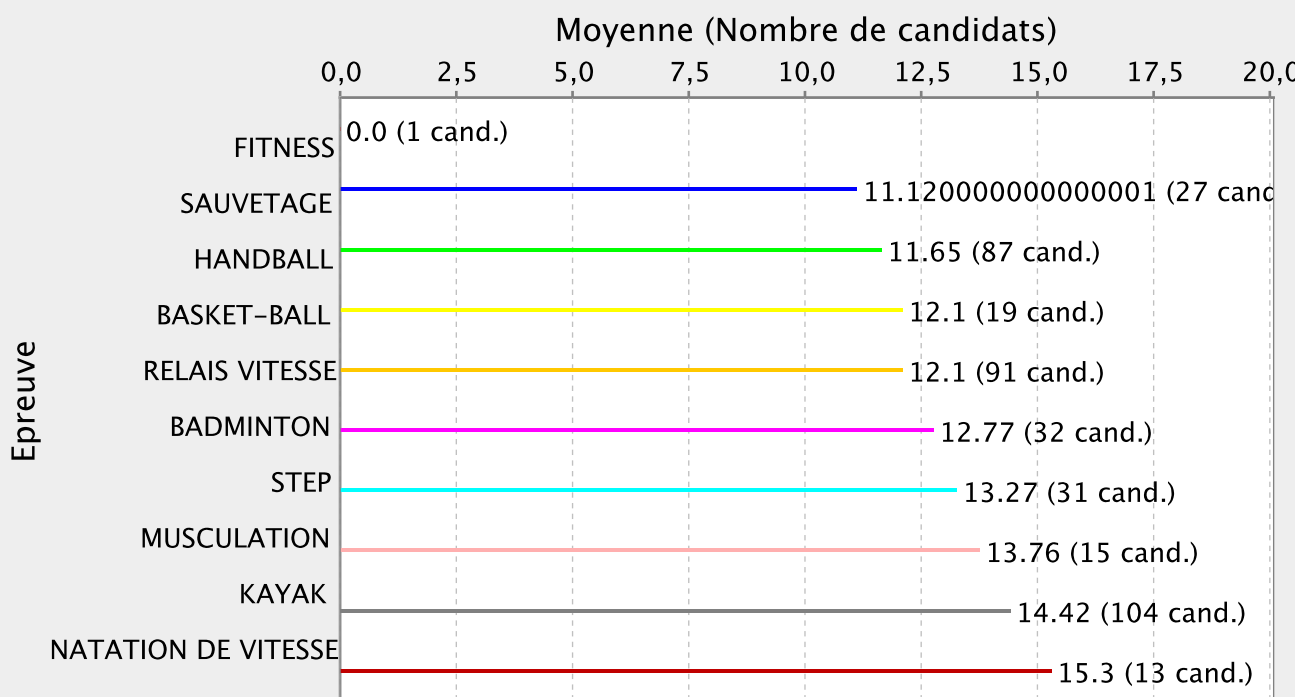 Moyenne (Nombre de candidats)
0,0 2,5 5,0 7,5 10,0 12,5 15,0 17,5 20,0
Epreuve
FITNESS 0.0 (1 cand.)
SAUVETAGE 11.120000000000001 (27 cand
HANDBALL 11.65 (87 cand.)
BASKET-BALL 12.1 (19 cand.)
RELAIS VITESSE 12.1 (91 cand.)
BADMINTON 12.77 (32 cand.)
STEP 13.27 (31 cand.)
MUSCULATION 13.76 (15 cand.)
KAYAK 14.42 (104 cand.)
NATATION DE VITESSE 15.3 (13 cand.)